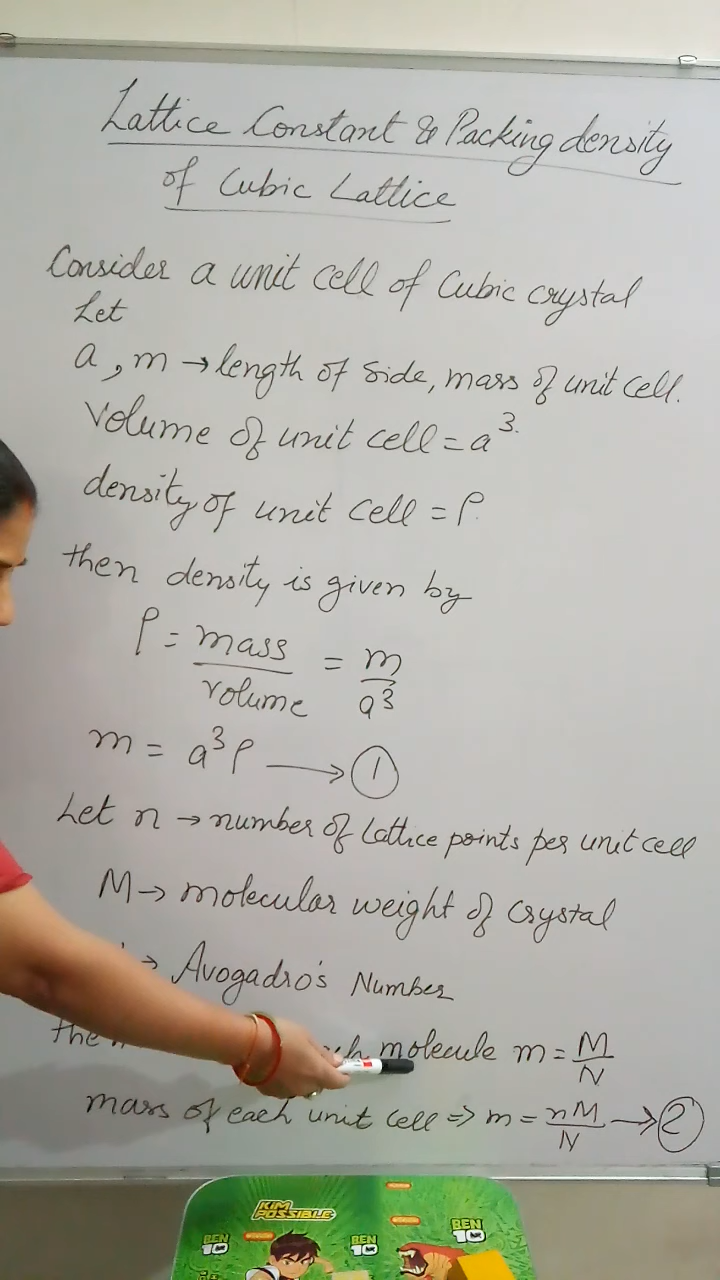 Lattice Constant & Packing density
of Cubic Lattice
Consider a unit cell of Cubic crystal
Let
a, m → length of side, mass of unit cell.
Volume of unit cell = a³.
density of unit cell = ρ.
then density is given by
ρ = mass/volume = m/a³
m = a³ρ → ①
Let n → number of lattice points per unit cell
M → molecular weight of crystal
→ Avogadro's Number
the molecule m = M/N
mass of each unit cell ⇒ m = nM/N → ②
KIM POSSIBLE
BEN 10
BEN 10
BEN 10